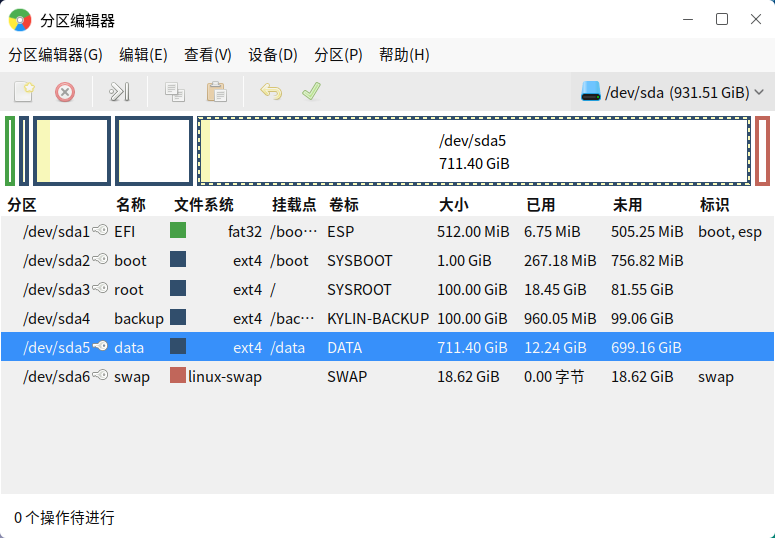 分区编辑器
分区编辑器(G) 编辑(E) 查看(V) 设备(D) 分区(P) 帮助(H)
/dev/sda (931.51 GiB)
/dev/sda5
711.40 GiB
分区 名称 文件系统 挂载点 卷标 大小 已用 未用 标识
/dev/sda1 EFI fat32 /boo… ESP 512.00 MiB 6.75 MiB 505.25 MiB boot, esp
/dev/sda2 boot ext4 /boot SYSBOOT 1.00 GiB 267.18 MiB 756.82 MiB
/dev/sda3 root ext4 / SYSROOT 100.00 GiB 18.45 GiB 81.55 GiB
/dev/sda4 backup ext4 /bac… KYLIN-BACKUP 100.00 GiB 960.05 MiB 99.06 GiB
/dev/sda5 data ext4 /data DATA 711.40 GiB 12.24 GiB 699.16 GiB
/dev/sda6 swap linux-swap SWAP 18.62 GiB 0.00 字节 18.62 GiB swap
0 个操作待进行